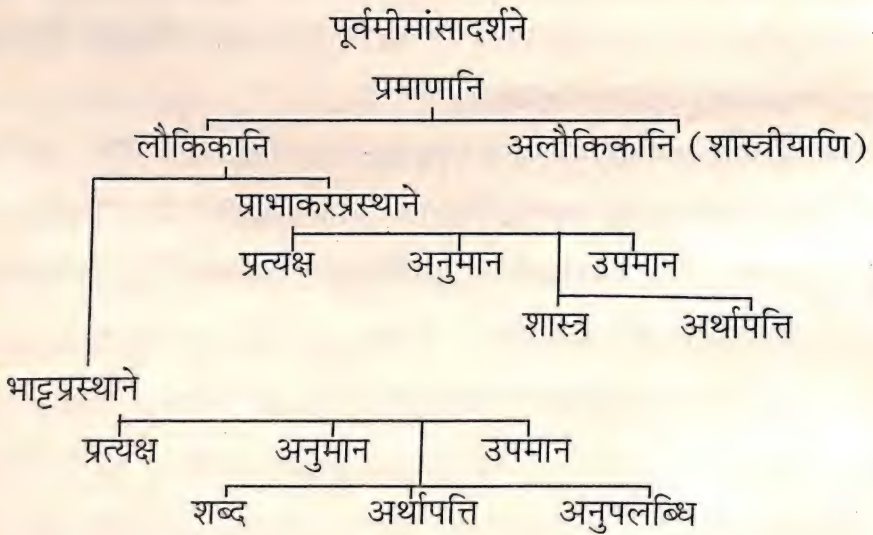 पूर्वमीमांसादर्शने
प्रमाणानि
लौकिकानि अलौकिकानि (शास्त्रीयाणि)
प्राभाकरप्रस्थाने
प्रत्यक्ष अनुमान उपमान
शास्त्र अर्थापत्ति
भाट्टप्रस्थाने
प्रत्यक्ष अनुमान उपमान
शब्द अर्थापत्ति अनुपलब्धि